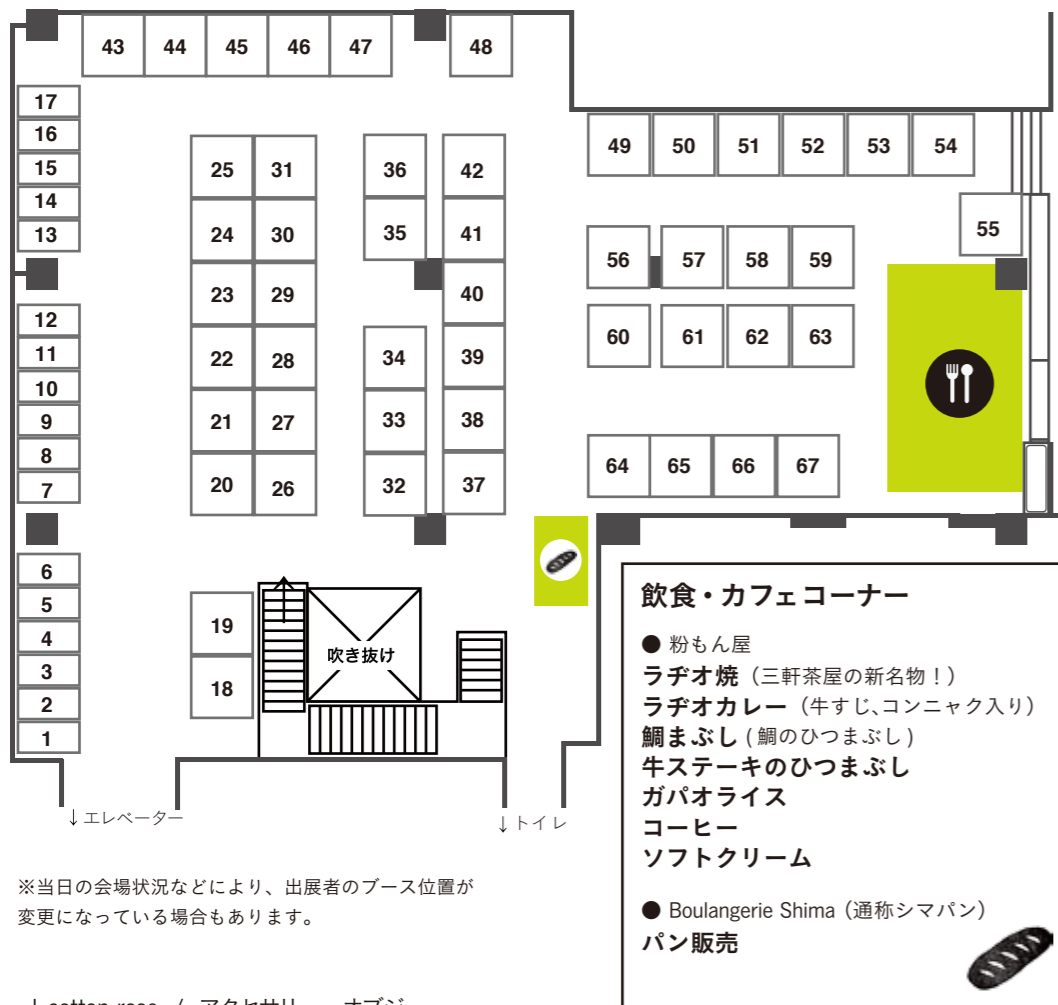 43 44 45 46 47 48
17
16
15
14
13
12
11
10
9
8
7
6
5
4
3
2
1
25 31
24 30
23 29
22 28
21 27
20 26
19
18
36 42
35 41
40
34 39
33 38
32 37
49 50 51 52 53 54
55
56 57 58 59
60 61 62 63
64 65 66 67
吹き抜け
↓エレベーター
↓トイレ
※当日の会場状況などにより、出展者のブース位置が
変更になっている場合もあります。
飲食・カフェコーナー
● 粉もん屋
ラヂオ焼（三軒茶屋の新名物！）
ラヂオカレー（牛すじ、コンニャク入り）
鯛まぶし ( 鯛のひつまぶし )
牛ステーキのひつまぶし
ガパオライス
コーヒー
ソフトクリーム
● Boulangerie Shima（通称シマパン）
パン販売